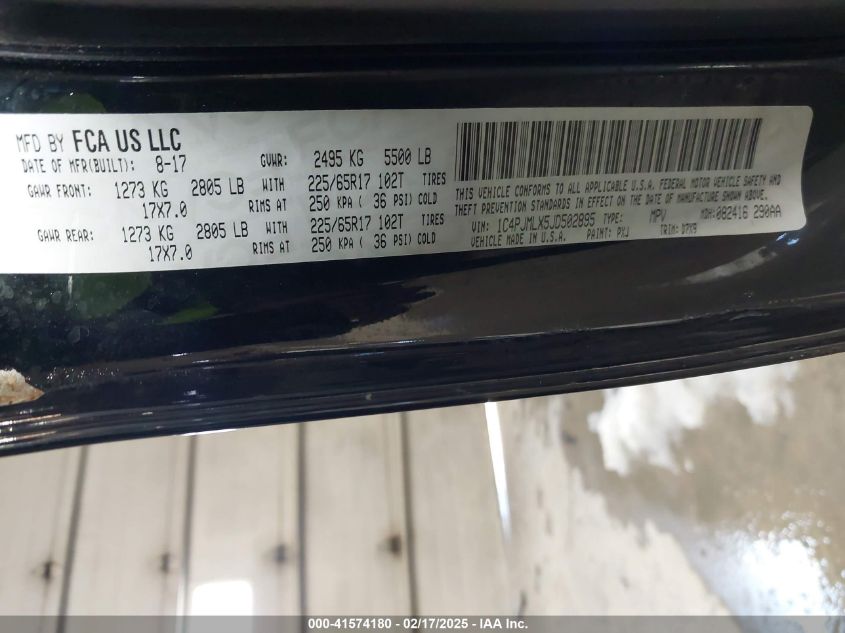 MFD BY FCA US LLC
DATE OF MFR(BUILT): 8-17 GVWR: 2495 KG 5500 LB
GAWR FRONT: 1273 KG 2805 LB WITH 225/65R17 102T TIRES
17X7.0 RIMS AT 250 KPA ( 36 PSI) COLD
GAWR REAR: 1273 KG 2805 LB WITH 225/65R17 102T TIRES
17X7.0 RIMS AT 250 KPA ( 36 PSI) COLD
THIS VEHICLE CONFORMS TO ALL APPLICABLE U.S.A. FEDERAL MOTOR VEHICLE SAFETY AND
THEFT PREVENTION STANDARDS IN EFFECT ON THE DATE OF MANUFACTURE SHOWN ABOVE.
VIN: 1C4PJMLX5JD502895 TYPE: MPV MDH: 082416 290AA
VEHICLE MADE IN U.S.A. PAINT: PXJ TRIM: D7X9
000-41574180 - 02/17/2025 - IAA Inc.